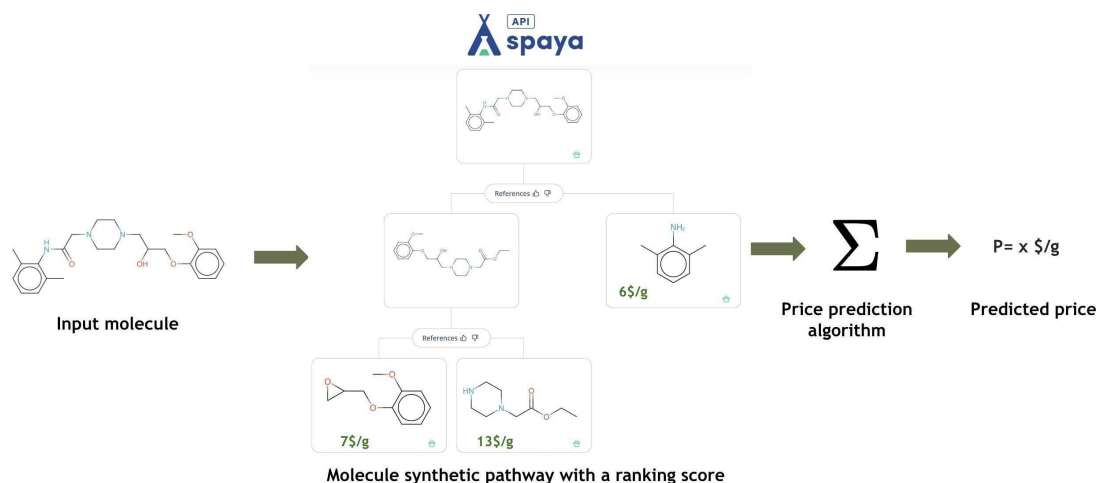 API
spaya
References
References
6$/g
7$/g
13$/g
Input molecule
Molecule synthetic pathway with a ranking score
Σ
Price prediction
algorithm
P= x $/g
Predicted price